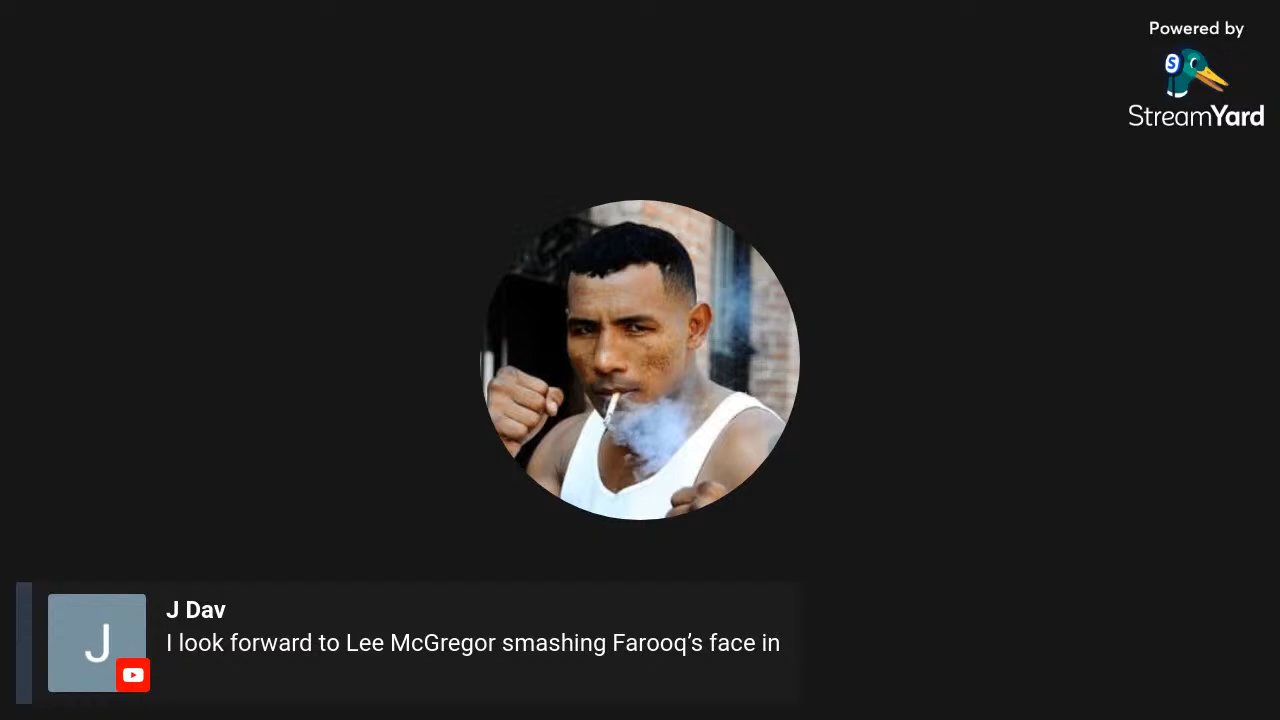 Powered by
S
StreamYard
J
J Dav
I look forward to Lee McGregor smashing Farooq’s face in